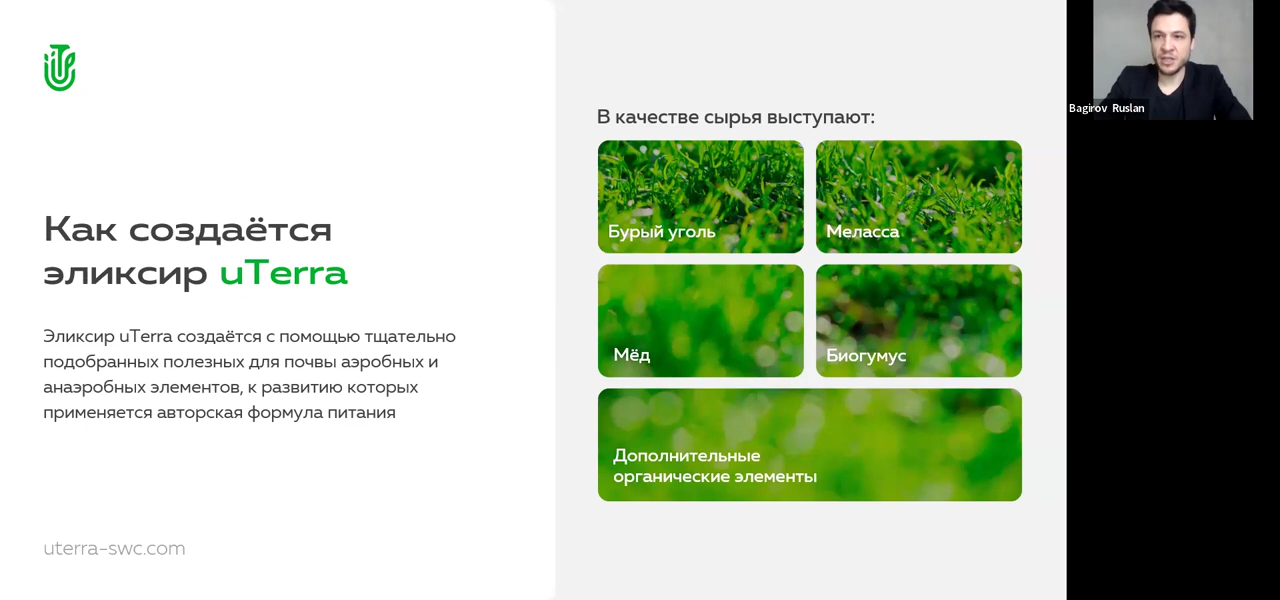 Как создаётся
эликсир uTerra
Эликсир uTerra создаётся с помощью тщательно
подобранных полезных для почвы аэробных и
анаэробных элементов, к развитию которых
применяется авторская формула питания
uterra-swc.com
В качестве сырья выступают:
Бурый уголь
Меласса
Мёд
Биогумус
Дополнительные
органические элементы
Bagirov Ruslan